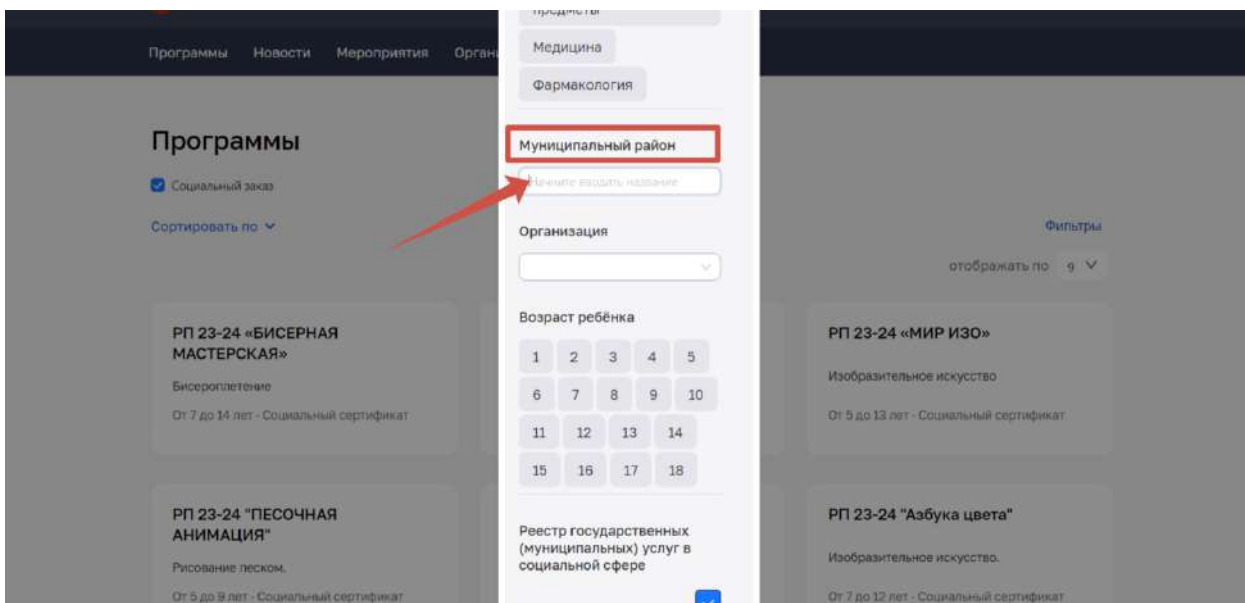 Программы Новости Мероприятия Органи
предметы
Медицина
Фармакология
Программы
Социальный заказ
Сортировать по
Муниципальный район
Начните вводить название
Организация
Фильтры
отображать по 9
Возраст ребёнка
1 2 3 4 5
6 7 8 9 10
11 12 13 14
15 16 17 18
Реестр государственных
(муниципальных) услуг в
социальной сфере
РП 23-24 «БИСЕРНАЯ
МАСТЕРСКАЯ»
Бисероплетение
От 7 до 14 лет · Социальный сертификат
РП 23-24 «МИР ИЗО»
Изобразительное искусство
От 5 до 13 лет · Социальный сертификат
РП 23-24 "ПЕСОЧНАЯ
АНИМАЦИЯ"
Рисование песком.
От 5 до 9 лет · Социальный сертификат
РП 23-24 "Азбука цвета"
Изобразительное искусство.
От 7 до 12 лет · Социальный сертификат